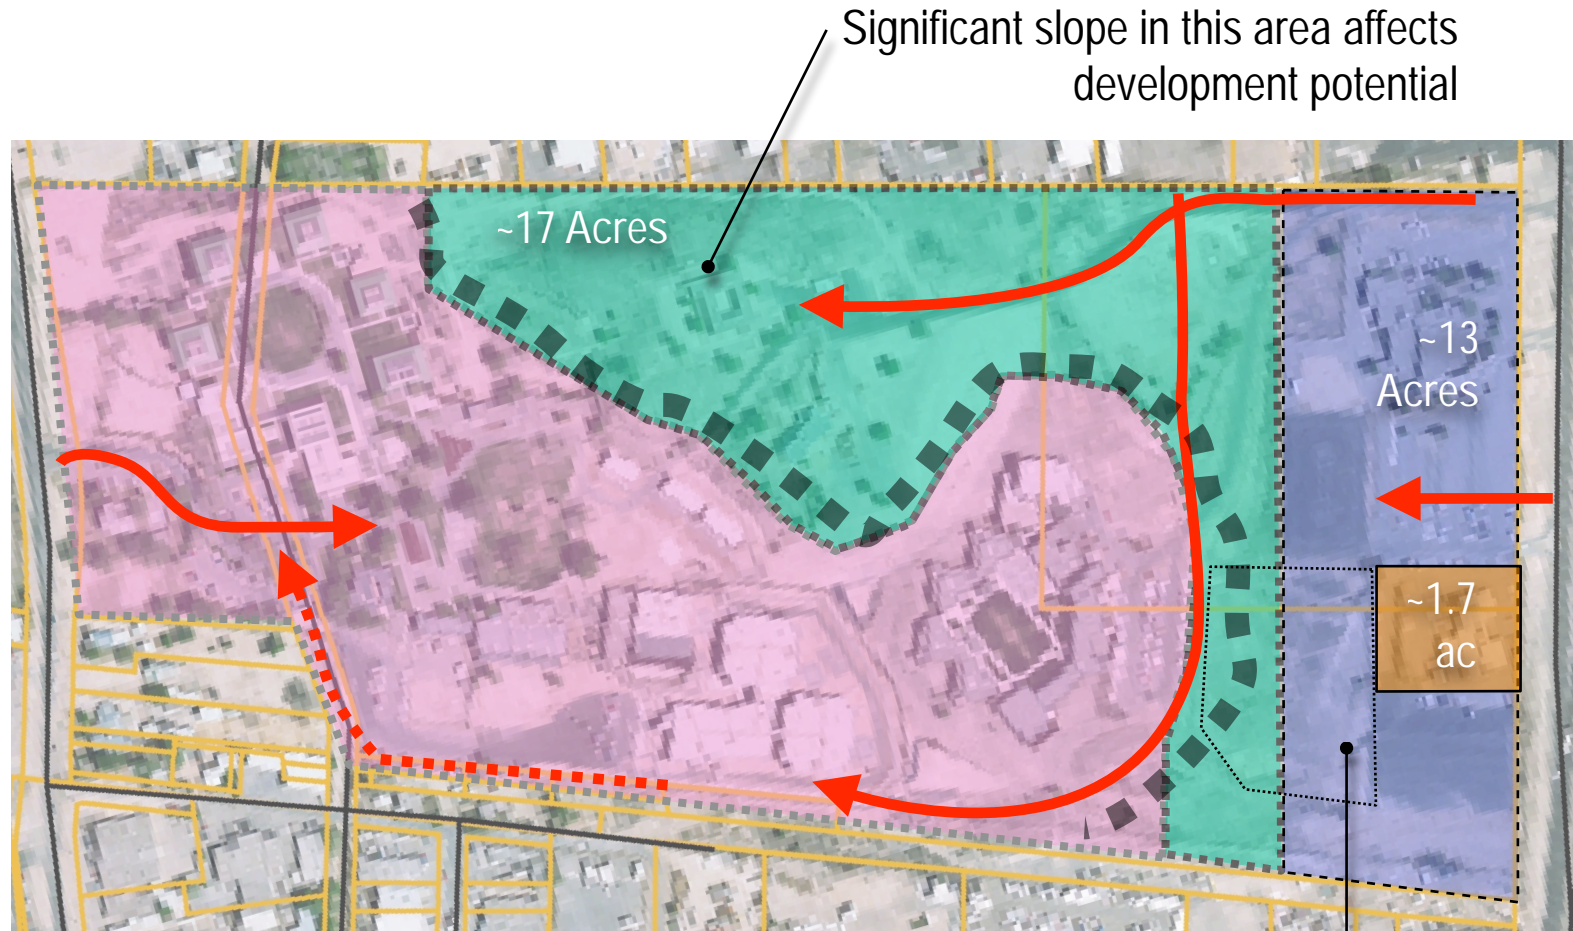 Significant slope in this area affects
development potential
~17 Acres
~13
Acres
~1.7
ac